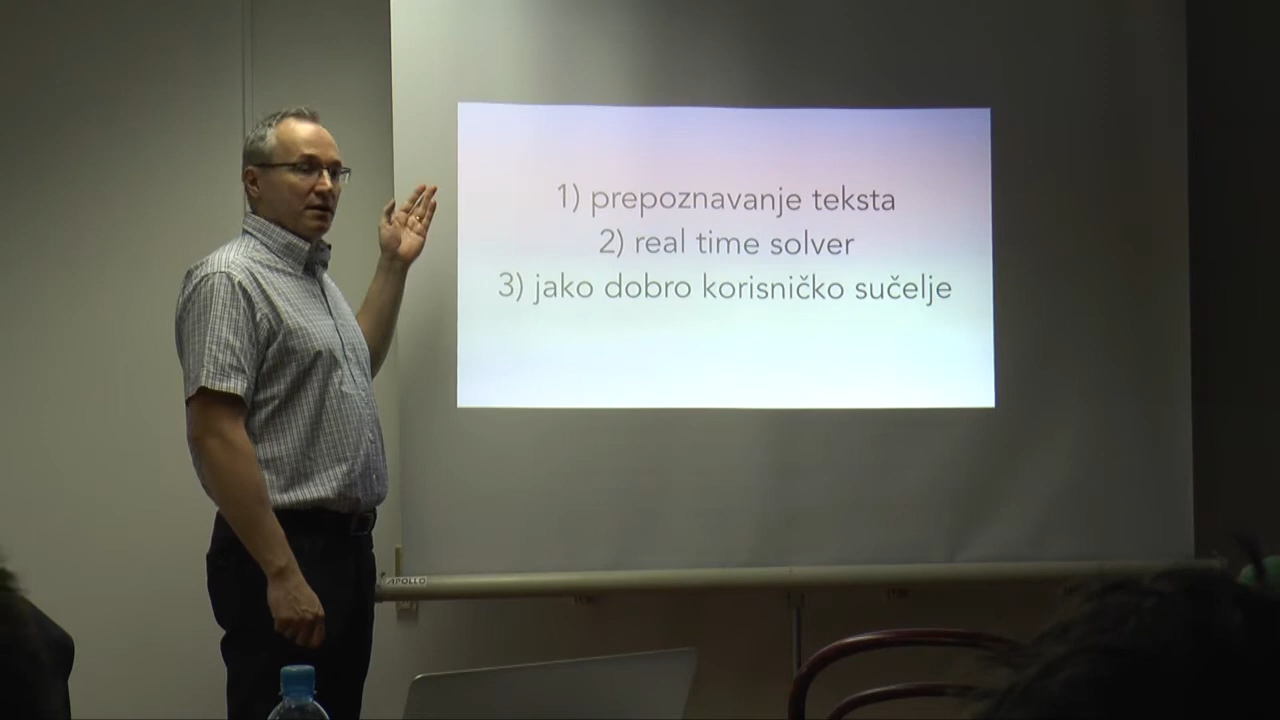 1) prepoznavanje teksta
2) real time solver
3) jako dobro korisničko sučelje
APOLLO